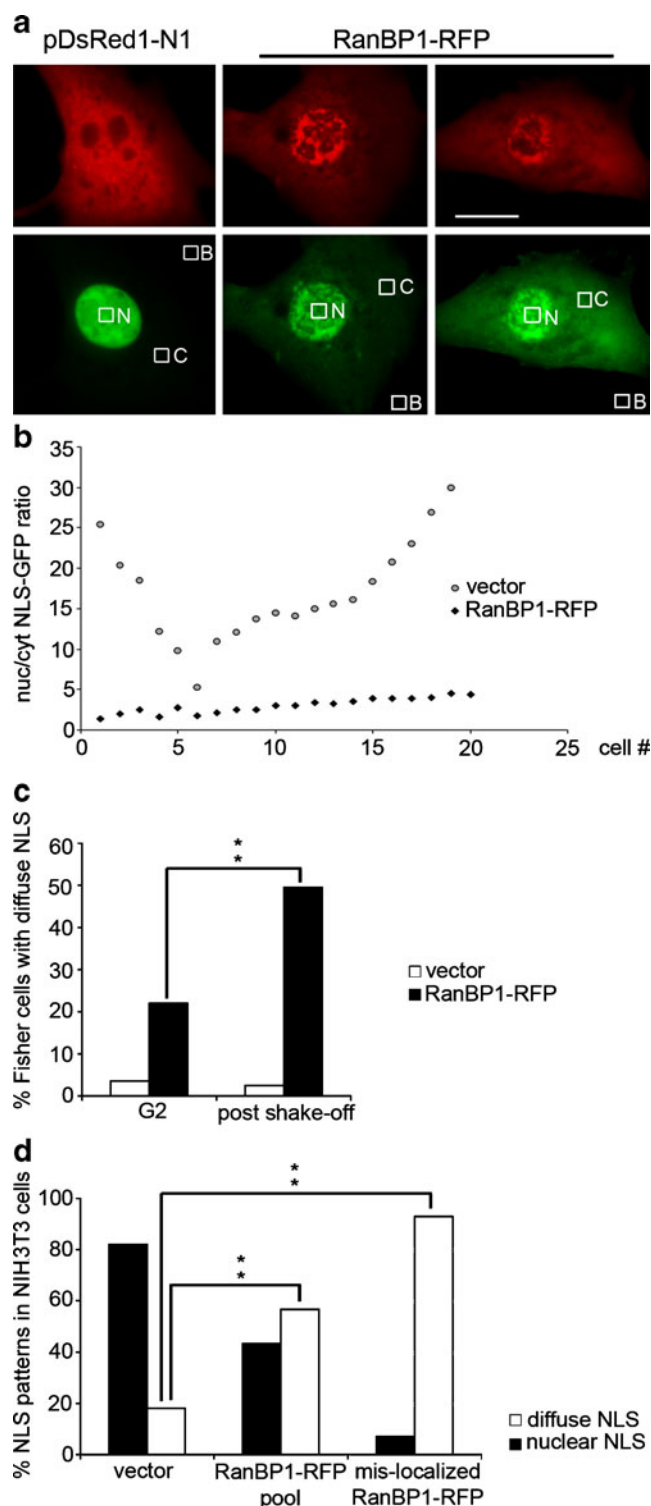 a
pDsRed1-N1 RanBP1-RFP
B
N
C
C
N
B
C
N
B
b
nuc/cyt NLS-GFP ratio
35
30
25
20
15
10
5
0
vector
RanBP1-RFP
0 5 10 15 20 25 cell #
c
% Fisher cells with diffuse NLS
60
50
40
30
20
10
0
* *
vector
RanBP1-RFP
G2 post shake-off
d
% NLS patterns in NIH3T3 cells
100
80
60
40
20
0
* *
* *
diffuse NLS
nuclear NLS
vector RanBP1-RFP mis-localized
pool RanBP1-RFP